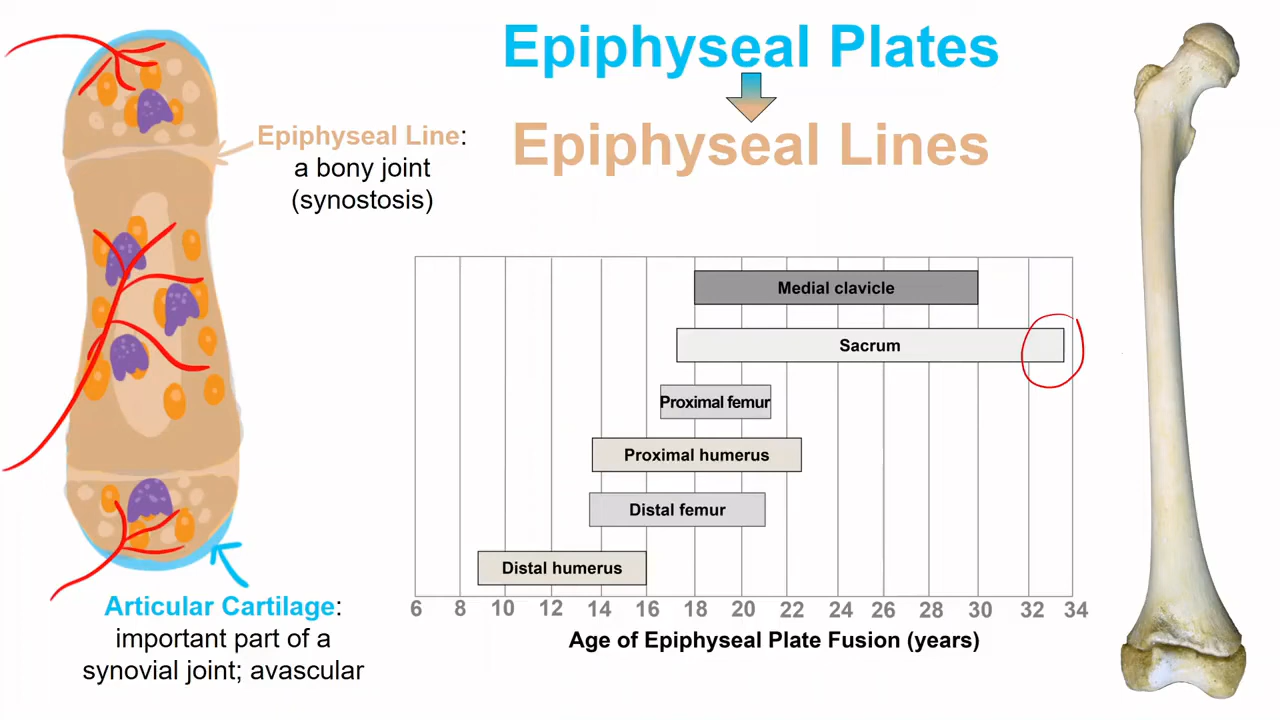 Epiphyseal Plates
Epiphyseal Lines
Epiphyseal Line:
a bony joint
(synostosis)
Medial clavicle
Sacrum
Proximal femur
Proximal humerus
Distal femur
Distal humerus
6 8 10 12 14 16 18 20 22 24 26 28 30 32 34
Age of Epiphyseal Plate Fusion (years)
Articular Cartilage:
important part of a
synovial joint; avascular